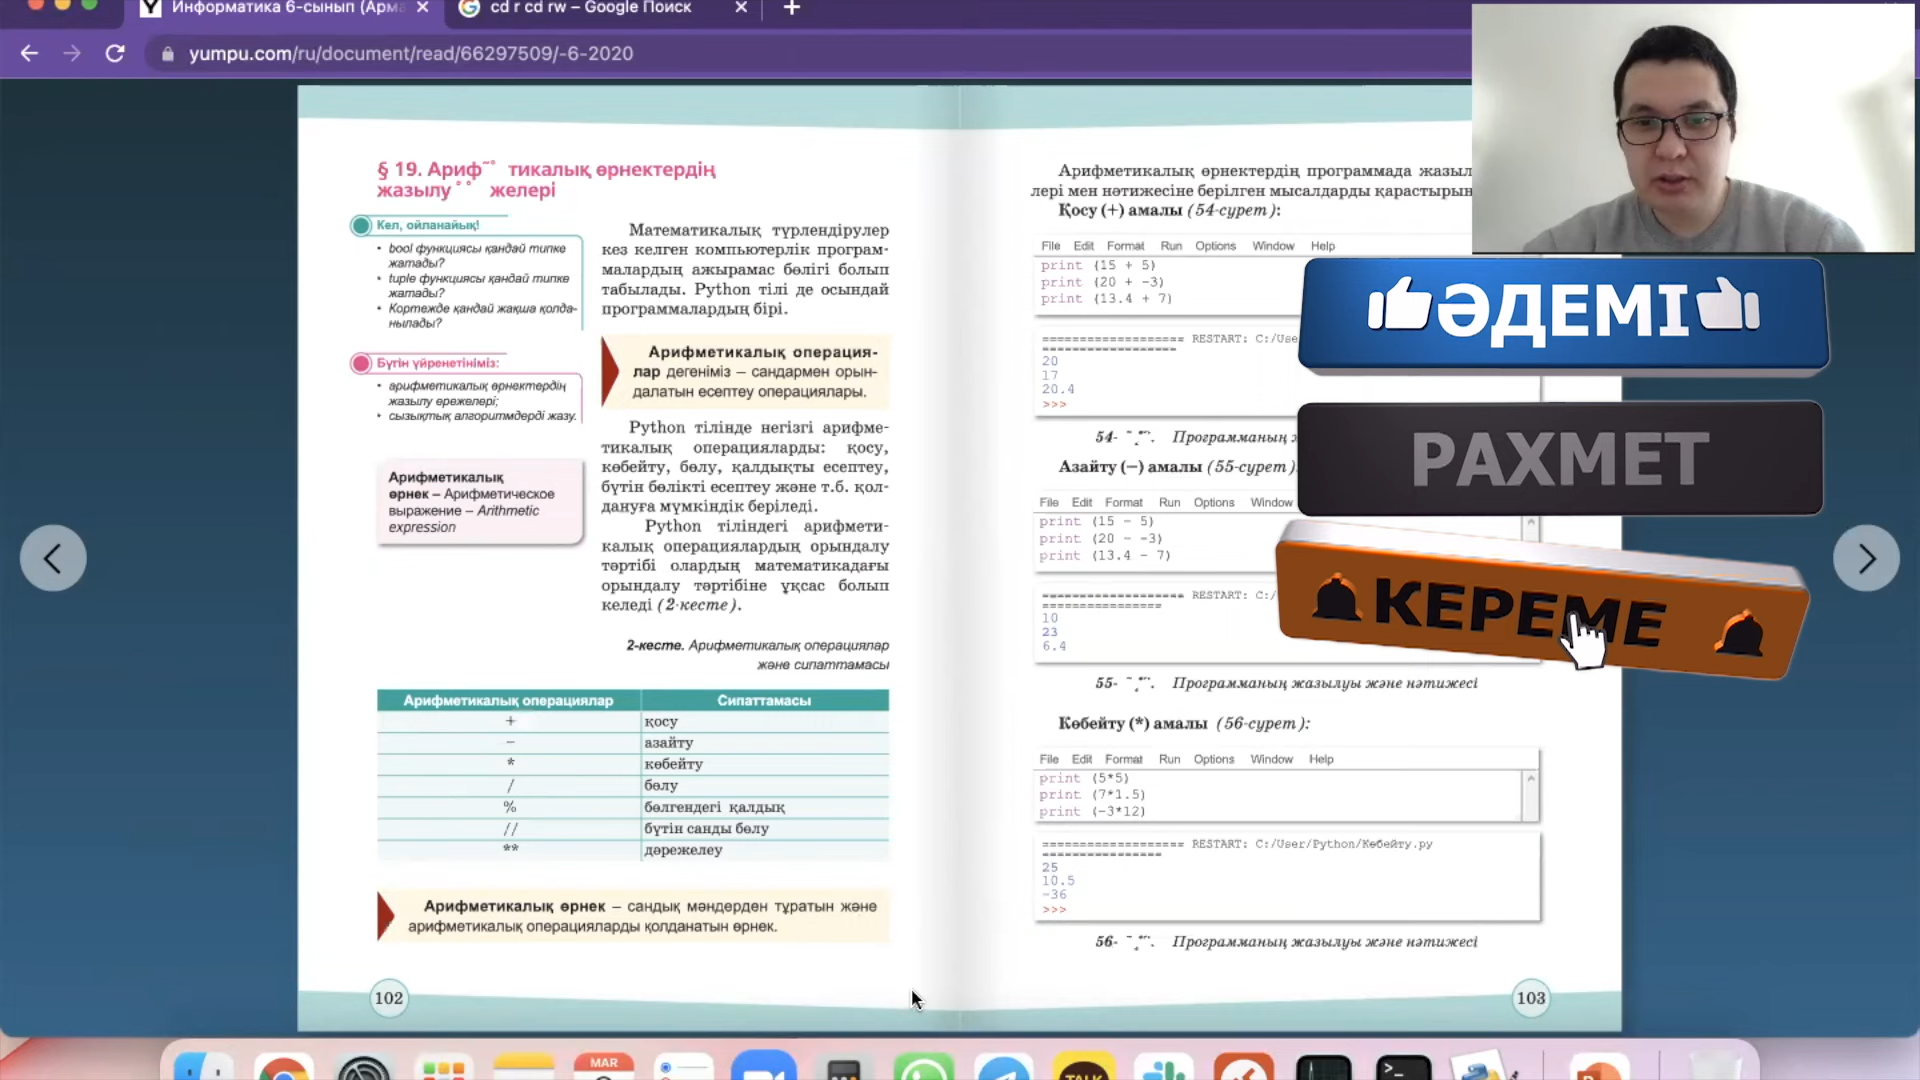 Информатика 6-сынып (Арма
cd r cd rw – Google Поиск
yumpu.com/ru/document/read/66297509/-6-2020
§ 19. Ариф тикалық өрнектердің
жазылу желері
Кел, ойланайық!
• bool функциясы қандай типке
жатады?
• tuple функциясы қандай типке
жатады?
• Кортежде қандай жақша қолда-
нылады?
Бүгін үйренетініміз:
• арифметикалық өрнектердің
жазылу ережелері;
• сызықтық алгоритмдерді жазу.
Арифметикалық
өрнек – Арифметическое
выражение – Arithmetic
expression
Математикалық түрлендірулер
кез келген компьютерлік програм-
малардың ажырамас бөлігі болып
табылады. Python тілі де осындай
программалардың бірі.
Арифметикалық операция-
лар дегеніміз – сандармен орын-
далатын есептеу операциялары.
Python тілінде негізгі арифме-
тикалық операцияларды: қосу,
көбейту, бөлу, қалдықты есептеу,
бүтін бөлікті есептеу және т.б. қол-
дануға мүмкіндік беріледі.
Python тіліндегі арифмети-
калық операциялардың орындалу
тәртібі олардың математикадағы
орындалу тәртібіне ұқсас болып
келеді (2-кесте).
2-кесте. Арифметикалық операциялар
және сипаттамасы
Арифметикалық операциялар Сипаттамасы
+ қосу
– азайту
* көбейту
/ бөлу
% бөлгендегі қалдық
// бүтін санды бөлу
** дәрежелеу
Арифметикалық өрнек – сандық мәндерден тұратын және
арифметикалық операцияларды қолданатын өрнек.
102
Арифметикалық өрнектердің программада жазыл
лері мен нәтижесіне берілген мысалдарды қарастырын
Қосу (+) амалы (54-сурет):
File Edit Format Run Options Window Help
print (15 + 5)
print (20 + -3)
print (13.4 + 7)
=================== RESTART: C:/Use
==================
20
17
20.4
>>>
54- . Программаның ж
Азайту (–) амалы (55-сурет)
File Edit Format Run Options Window
print (15 - 5)
print (20 - -3)
print (13.4 - 7)
=================== RESTART: C:/
================
10
23
6.4
55- . Программаның жазылуы және нәтижесі
Көбейту (*) амалы (56-сурет):
File Edit Format Run Options Window Help
print (5*5)
print (7*1.5)
print (-3*12)
=================== RESTART: C:/User/Python/Көбейту.py
================
25
10.5
-36
>>>
56- . Программаның жазылуы және нәтижесі
103
ӘДЕМІ
РАХМЕТ
КЕРЕМЕ
MAR
TALK